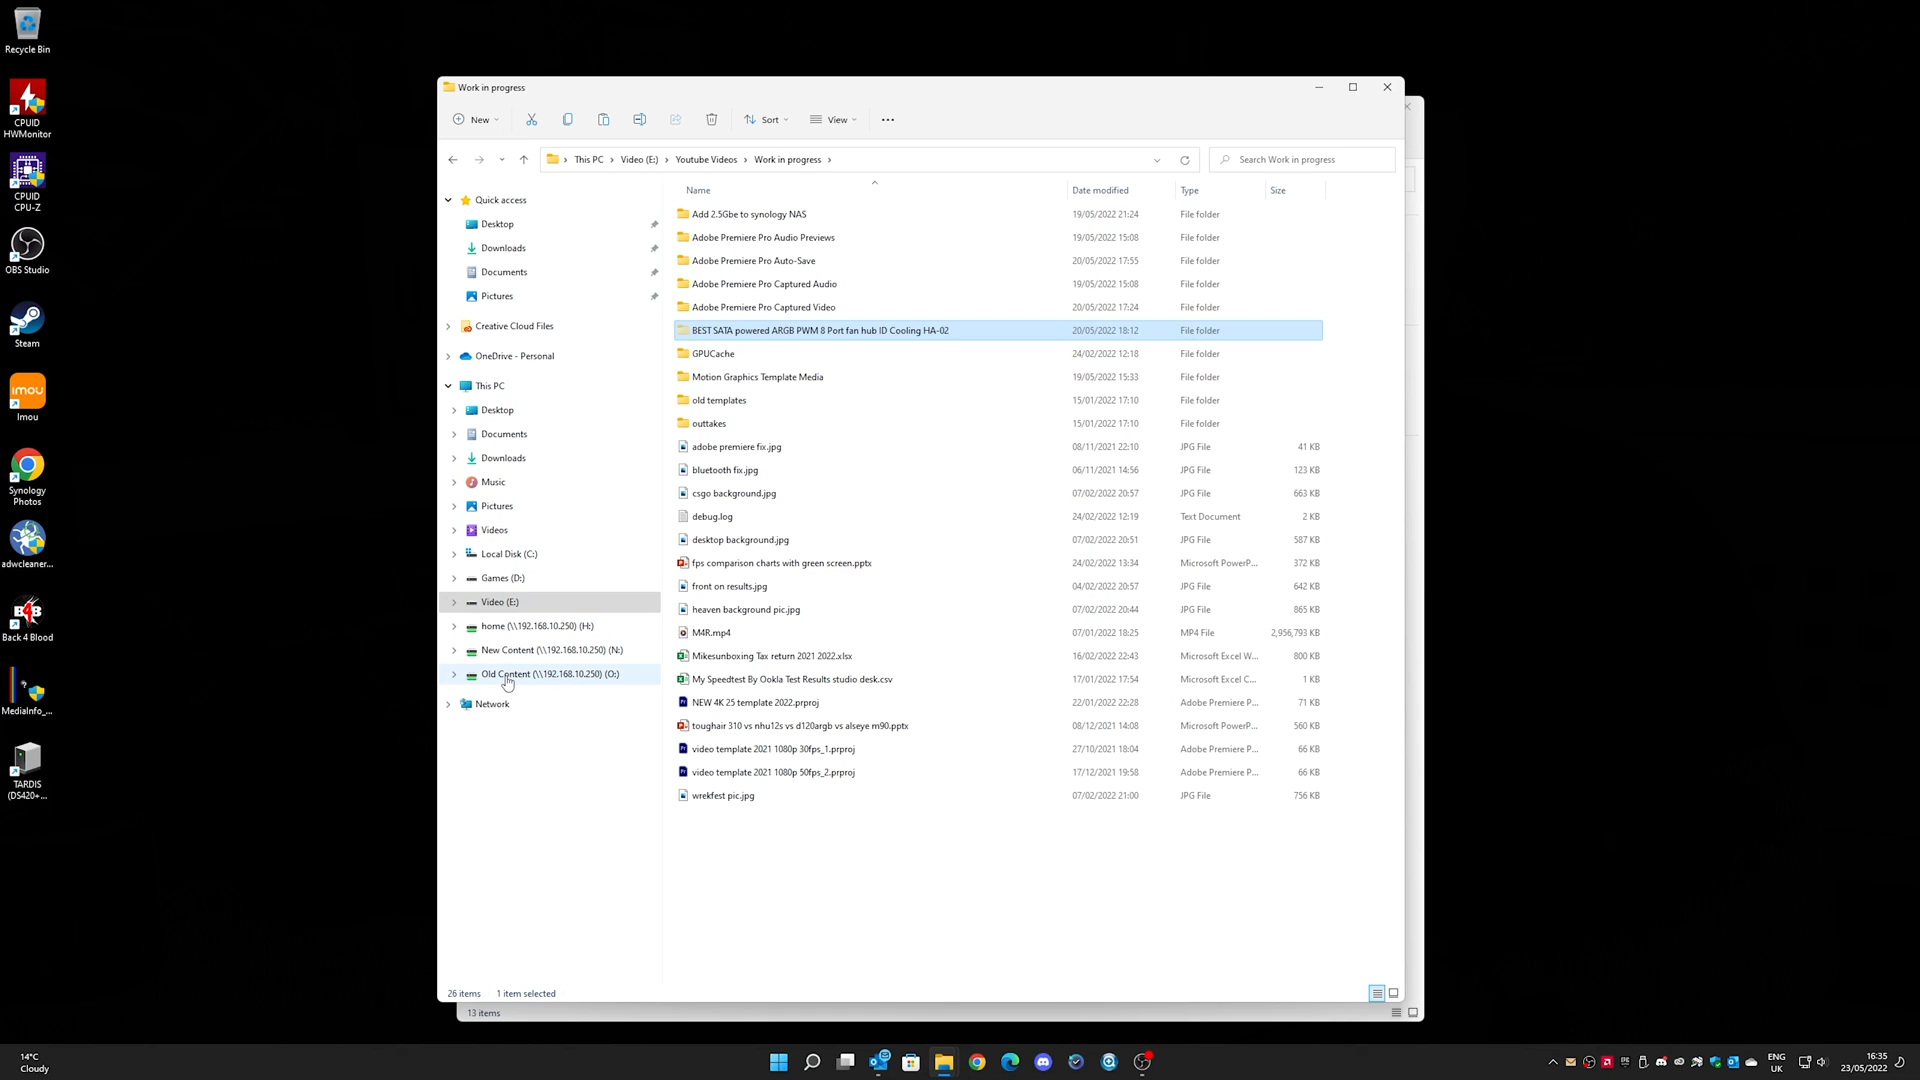 Recycle Bin
CPUID
HWMonitor
CPUID
CPU-Z
OBS Studio
Steam
imou
Imou
Synology
Photos
adwcleaner...
B4B
Back 4 Blood
MediaInfo_...
TARDIS
(DS420+...
Work in progress
New
Sort
View
This PC > Video (E:) > Youtube Videos > Work in progress >
Search Work in progress
Quick access
Desktop
Downloads
Documents
Pictures
Creative Cloud Files
OneDrive - Personal
This PC
Desktop
Documents
Downloads
Music
Pictures
Videos
Local Disk (C:)
Games (D:)
Video (E:)
home (\\192.168.10.250) (H:)
New Content (\\192.168.10.250) (N:)
Old Content (\\192.168.10.250) (O:)
Network
Name Date modified Type Size
Add 2.5Gbe to synology NAS 19/05/2022 21:24 File folder
Adobe Premiere Pro Audio Previews 19/05/2022 15:08 File folder
Adobe Premiere Pro Auto-Save 20/05/2022 17:55 File folder
Adobe Premiere Pro Captured Audio 19/05/2022 15:08 File folder
Adobe Premiere Pro Captured Video 20/05/2022 17:24 File folder
BEST SATA powered ARGB PWM 8 Port fan hub ID Cooling HA-02 20/05/2022 18:12 File folder
GPUCache 24/02/2022 12:18 File folder
Motion Graphics Template Media 19/05/2022 15:33 File folder
old templates 15/01/2022 17:10 File folder
outtakes 15/01/2022 17:10 File folder
adobe premiere fix.jpg 08/11/2021 22:10 JPG File 41 KB
bluetooth fix.jpg 06/11/2021 14:56 JPG File 123 KB
csgo background.jpg 07/02/2022 20:57 JPG File 663 KB
debug.log 24/02/2022 12:19 Text Document 2 KB
desktop background.jpg 07/02/2022 20:51 JPG File 587 KB
fps comparison charts with green screen.pptx 24/02/2022 13:34 Microsoft PowerP... 372 KB
front on results.jpg 04/02/2022 20:57 JPG File 642 KB
heaven background pic.jpg 07/02/2022 20:44 JPG File 865 KB
M4R.mp4 07/01/2022 18:25 MP4 File 2,956,793 KB
Mikesunboxing Tax return 2021 2022.xlsx 16/02/2022 22:43 Microsoft Excel W... 800 KB
My Speedtest By Ookla Test Results studio desk.csv 17/01/2022 17:54 Microsoft Excel C... 1 KB
NEW 4K 25 template 2022.prproj 22/01/2022 22:28 Adobe Premiere P... 71 KB
toughair 310 vs nhu12s vs d120argb vs alseye m90.pptx 08/12/2021 14:08 Microsoft PowerP... 560 KB
video template 2021 1080p 30fps_1.prproj 27/10/2021 18:04 Adobe Premiere P... 66 KB
video template 2021 1080p 50fps_2.prproj 17/12/2021 19:58 Adobe Premiere P... 66 KB
wrekfest pic.jpg 07/02/2022 21:00 JPG File 756 KB
26 items 1 item selected
13 items
14°C
Cloudy
ENG
UK
16:35
23/05/2022